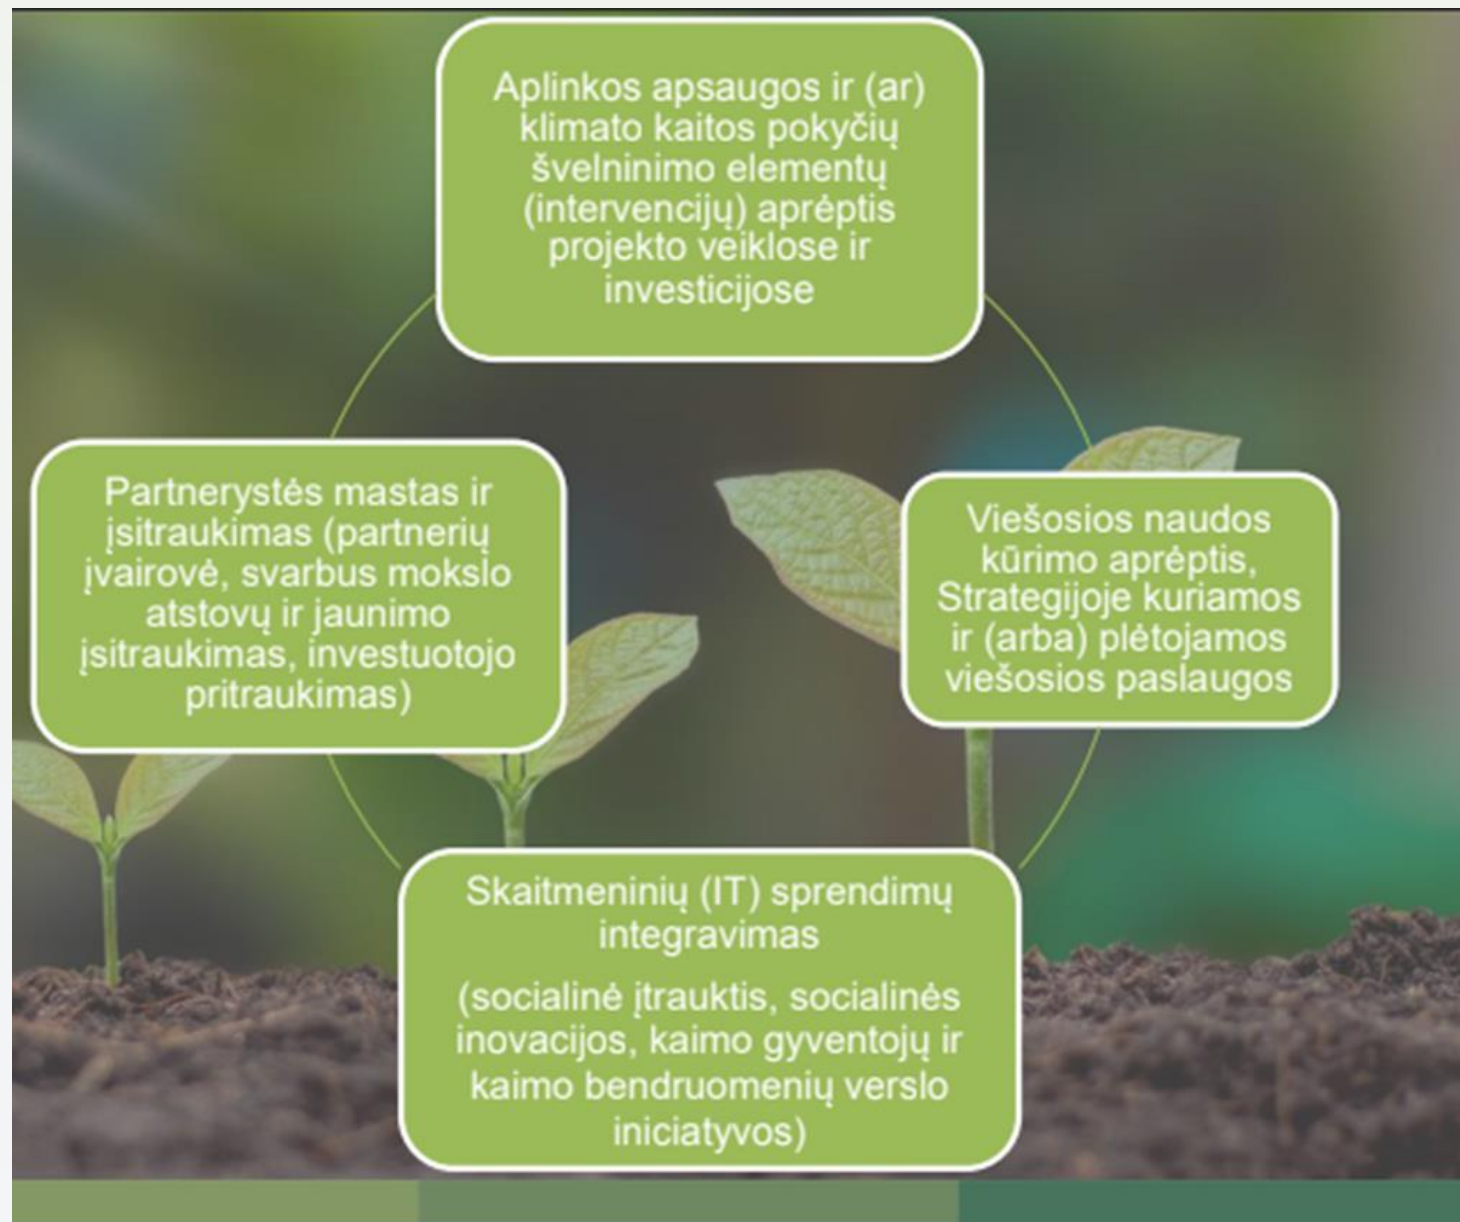 Aplinkos apsaugos ir (ar)
klimato kaitos pokyčių
švelninimo elementų
(intervencijų) aprėptis
projekto veiklose ir
investicijose
Partnerystės mastas ir
įsitraukimas (partnerių
įvairovė, svarbus mokslo
atstovų ir jaunimo
įsitraukimas, investuotojo
pritraukimas)
Viešosios naudos
kūrimo aprėptis,
Strategijoje kuriamos
ir (arba) plėtojamos
viešosios paslaugos
Skaitmeninių (IT) sprendimų
integravimas
(socialinė įtrauktis, socialinės
inovacijos, kaimo gyventojų ir
kaimo bendruomenių verslo
iniciatyvos)